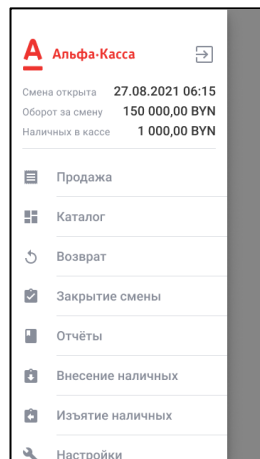 Альфа-Касса
Смена открыта 27.08.2021 06:15
Оборот за смену 150 000,00 BYN
Наличных в кассе 1 000,00 BYN
Продажа
Каталог
Возврат
Закрытие смены
Отчёты
Внесение наличных
Изъятие наличных
Настройки